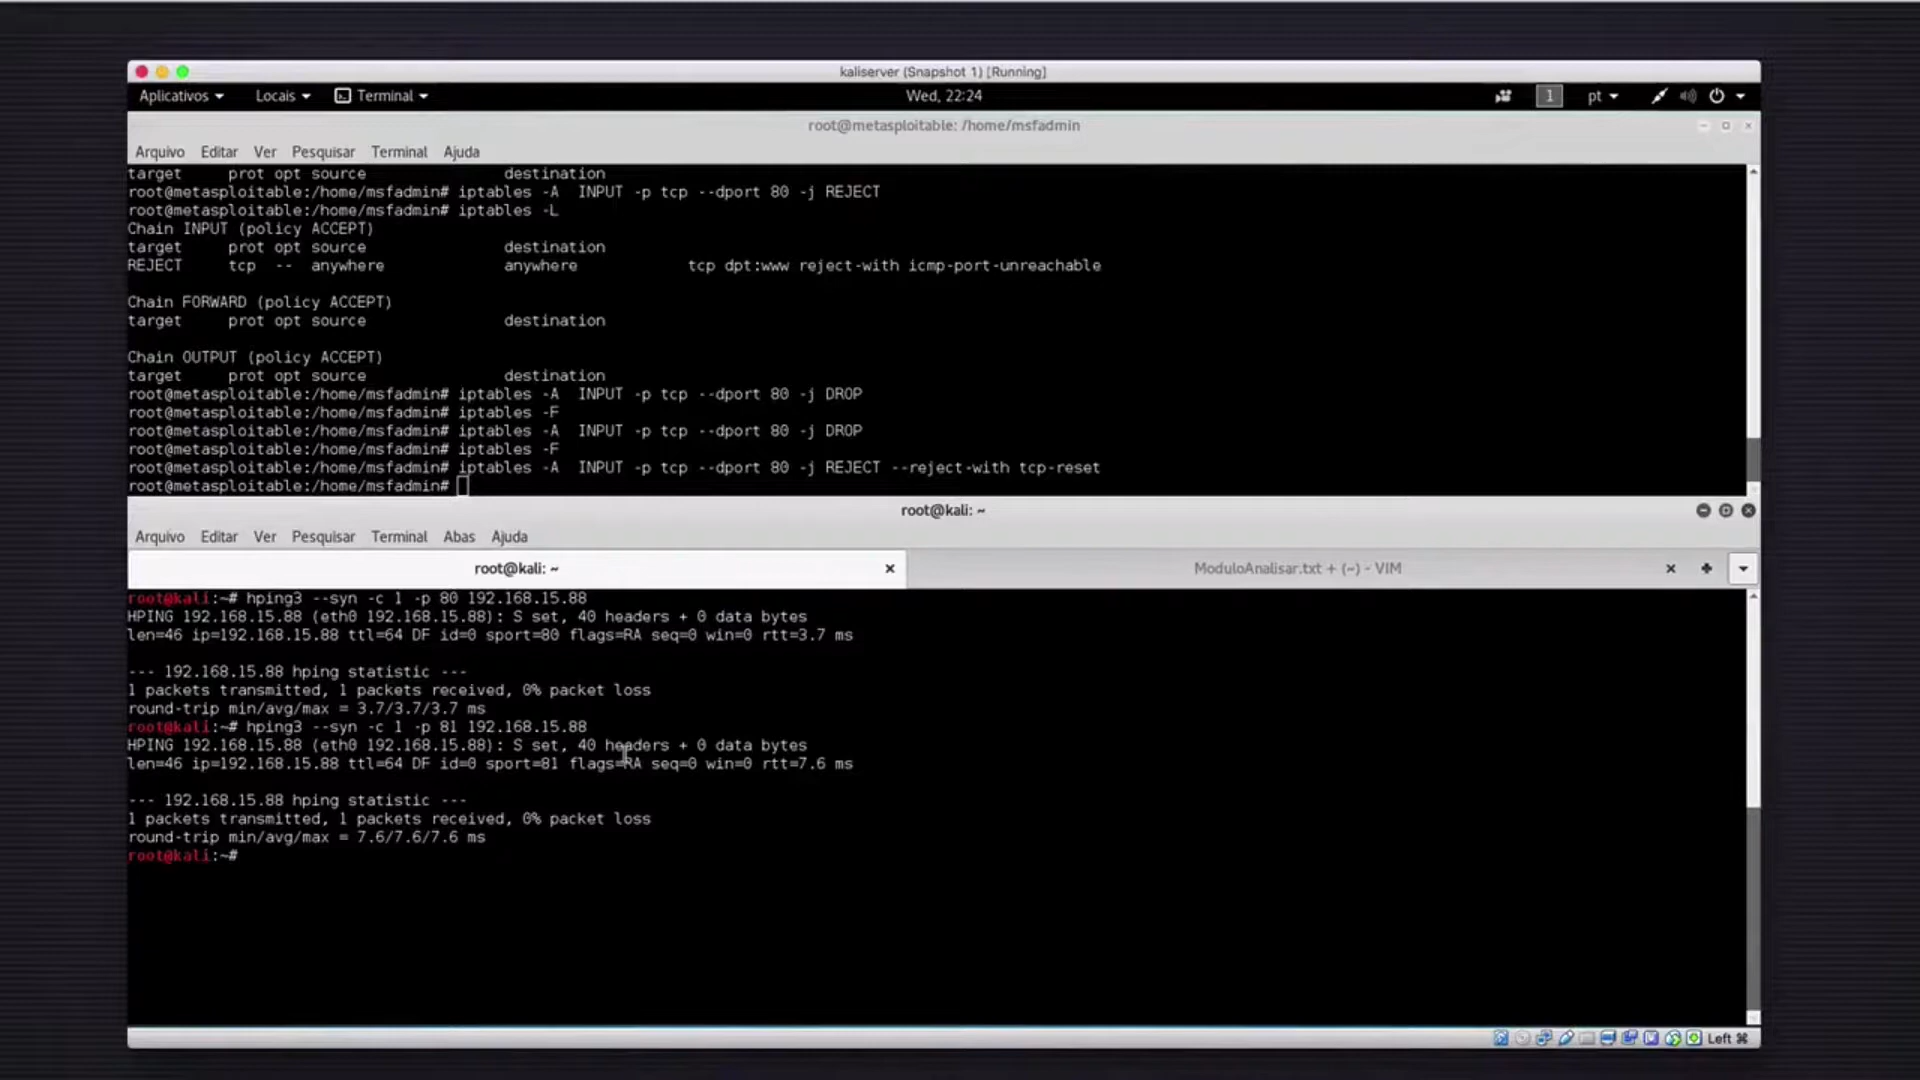 kaliserver (Snapshot 1) [Running]
Aplicativos Locais Terminal Wed, 22:24 1 pt
root@metasploitable: /home/msfadmin
Arquivo Editar Ver Pesquisar Terminal Ajuda
target     prot opt source               destination
root@metasploitable:/home/msfadmin# iptables -A  INPUT -p tcp --dport 80 -j REJECT
root@metasploitable:/home/msfadmin# iptables -L
Chain INPUT (policy ACCEPT)
target     prot opt source               destination
REJECT     tcp  --  anywhere             anywhere            tcp dpt:www reject-with icmp-port-unreachable
Chain FORWARD (policy ACCEPT)
target     prot opt source               destination
Chain OUTPUT (policy ACCEPT)
target     prot opt source               destination
root@metasploitable:/home/msfadmin# iptables -A  INPUT -p tcp --dport 80 -j DROP
root@metasploitable:/home/msfadmin# iptables -F
root@metasploitable:/home/msfadmin# iptables -A  INPUT -p tcp --dport 80 -j DROP
root@metasploitable:/home/msfadmin# iptables -F
root@metasploitable:/home/msfadmin# iptables -A  INPUT -p tcp --dport 80 -j REJECT --reject-with tcp-reset
root@metasploitable:/home/msfadmin#
root@kali: ~
Arquivo Editar Ver Pesquisar Terminal Abas Ajuda
root@kali: ~ ModuloAnalisar.txt + (~) - VIM
root@kali:~# hping3 --syn -c 1 -p 80 192.168.15.88
HPING 192.168.15.88 (eth0 192.168.15.88): S set, 40 headers + 0 data bytes
len=46 ip=192.168.15.88 ttl=64 DF id=0 sport=80 flags=RA seq=0 win=0 rtt=3.7 ms
--- 192.168.15.88 hping statistic ---
1 packets transmitted, 1 packets received, 0% packet loss
round-trip min/avg/max = 3.7/3.7/3.7 ms
root@kali:~# hping3 --syn -c 1 -p 81 192.168.15.88
HPING 192.168.15.88 (eth0 192.168.15.88): S set, 40 headers + 0 data bytes
len=46 ip=192.168.15.88 ttl=64 DF id=0 sport=81 flags=RA seq=0 win=0 rtt=7.6 ms
--- 192.168.15.88 hping statistic ---
1 packets transmitted, 1 packets received, 0% packet loss
round-trip min/avg/max = 7.6/7.6/7.6 ms
root@kali:~#
Left ⌘